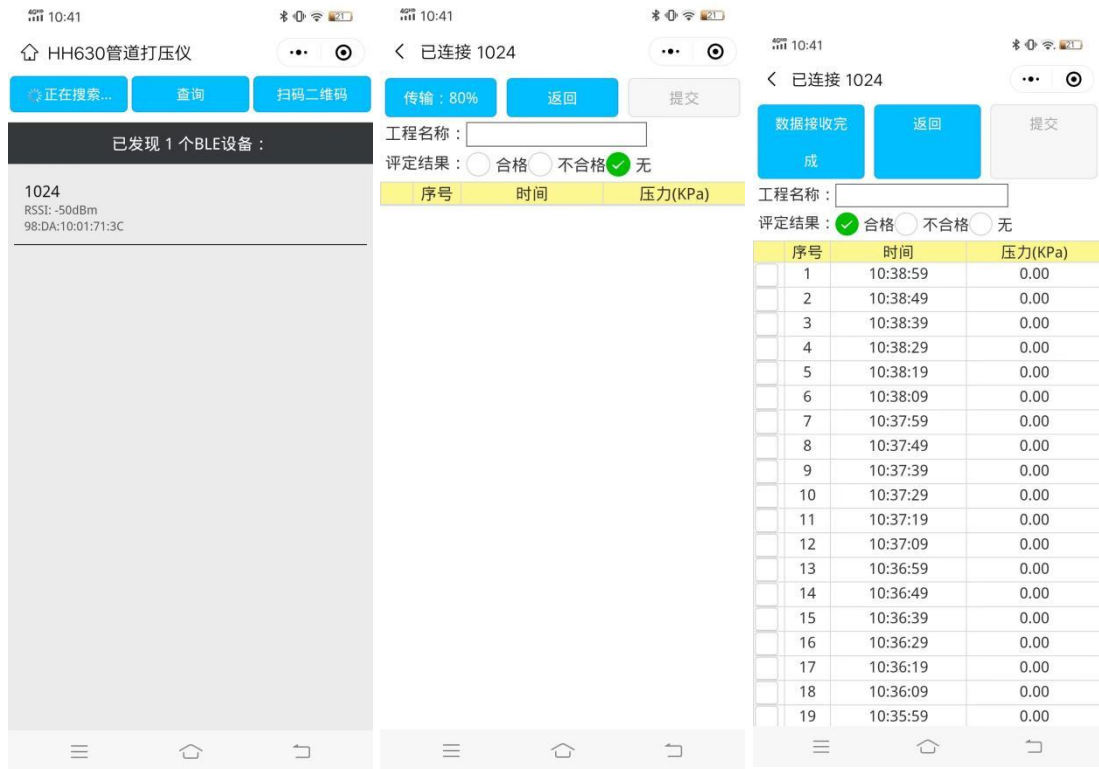 10:41
21
HH630管道打压仪
正在搜索... 查询 扫码二维码
已发现 1 个BLE设备：
1024
RSSI: -50dBm
98:DA:10:01:71:3C
10:41
21
已连接 1024
传输：80% 返回 提交
工程名称：
评定结果： 合格 不合格 无
序号 时间 压力(KPa)
10:41
21
已连接 1024
数据接收完成 返回 提交
工程名称：
评定结果： 合格 不合格 无
序号 时间 压力(KPa)
1 10:38:59 0.00
2 10:38:49 0.00
3 10:38:39 0.00
4 10:38:29 0.00
5 10:38:19 0.00
6 10:38:09 0.00
7 10:37:59 0.00
8 10:37:49 0.00
9 10:37:39 0.00
10 10:37:29 0.00
11 10:37:19 0.00
12 10:37:09 0.00
13 10:36:59 0.00
14 10:36:49 0.00
15 10:36:39 0.00
16 10:36:29 0.00
17 10:36:19 0.00
18 10:36:09 0.00
19 10:35:59 0.00